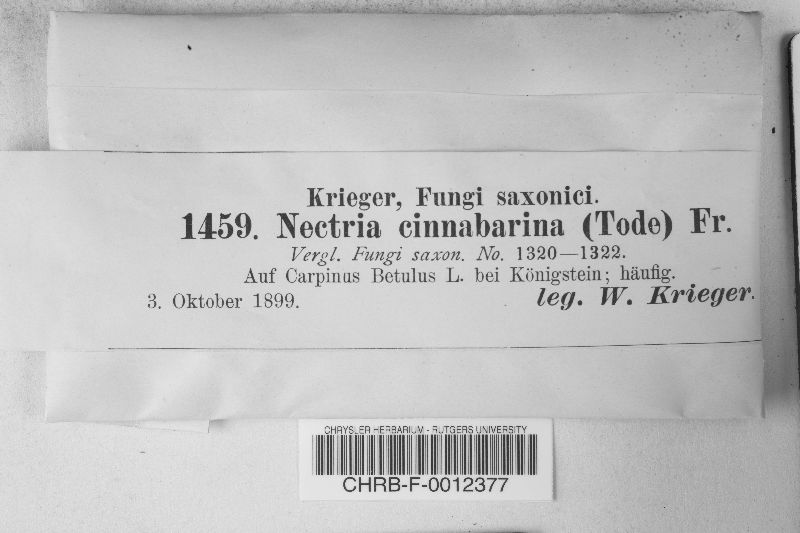 Krieger, Fungi saxonici.
1459. Nectria cinnabarina (Tode) Fr.
Vergl. Fungi saxon. No. 1320—1322.
Auf Carpinus Betulus L. bei Königstein; häufig.
3. Oktober 1899. leg. W. Krieger.
CHRYSLER HERBARIUM - RUTGERS UNIVERSITY
CHRB-F-0012377